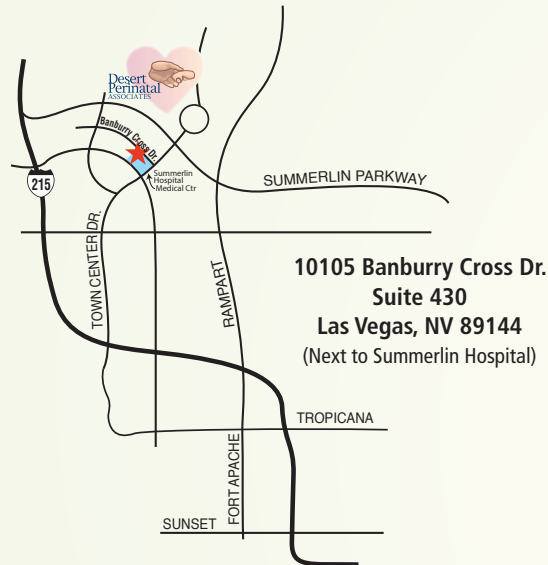 Desert
Perinatal
ASSOCIATES
Banburry Cross Dr.
Summerlin
Hospital
Medical Ctr
215
SUMMERLIN PARKWAY
TOWN CENTER DR.
RAMPART
10105 Banburry Cross Dr.
Suite 430
Las Vegas, NV 89144
(Next to Summerlin Hospital)
TROPICANA
FORT APACHE
SUNSET